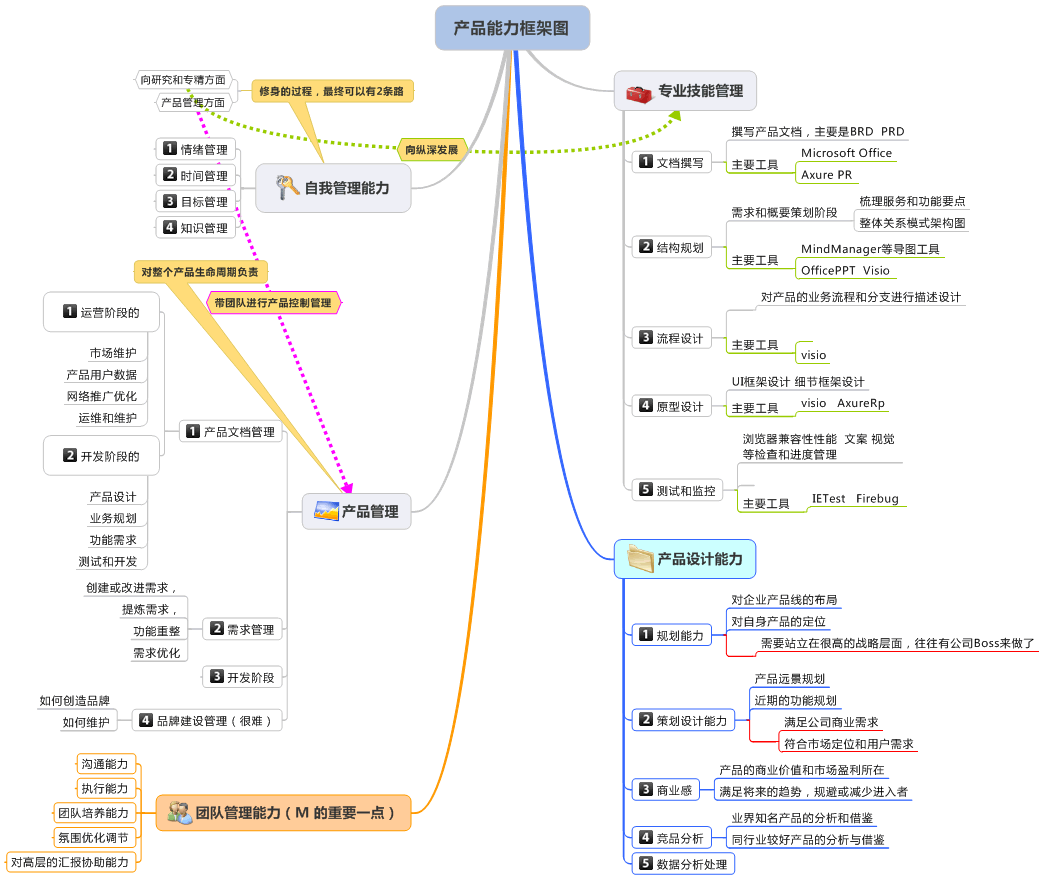 产品能力框架图
向研究和专精方面
产品管理方面
修身的过程，最终可以有2条路
向纵深发展
自我管理能力
1 情绪管理
2 时间管理
3 目标管理
4 知识管理
对整个产品生命周期负责
带团队进行产品控制管理
产品管理
1 产品文档管理
1 运营阶段的
市场维护
产品用户数据
网络推广优化
运维和维护
2 开发阶段的
产品设计
业务规划
功能需求
测试和开发
2 需求管理
创建或改进需求，
提炼需求，
功能重整
需求优化
3 开发阶段
4 品牌建设管理（很难）
如何创造品牌
如何维护
团队管理能力（M 的重要一点）
沟通能力
执行能力
团队培养能力
氛围优化调节
对高层的汇报协助能力
专业技能管理
1 文档撰写
撰写产品文档，主要是BRD PRD
主要工具
Microsoft Office
Axure PR
2 结构规划
需求和概要策划阶段
梳理服务和功能要点
整体关系模式架构图
主要工具
MindManager等导图工具
OfficePPT Visio
3 流程设计
对产品的业务流程和分支进行描述设计
主要工具
visio
4 原型设计
UI框架设计 细节框架设计
主要工具
visio AxureRp
5 测试和监控
浏览器兼容性性能 文案 视觉
等检查和进度管理
主要工具
IETest Firebug
产品设计能力
1 规划能力
对企业产品线的布局
对自身产品的定位
需要站立在很高的战略层面，往往有公司Boss来做了
2 策划设计能力
产品远景规划
近期的功能规划
满足公司商业需求
符合市场定位和用户需求
3 商业感
产品的商业价值和市场盈利所在
满足将来的趋势，规避或减少进入者
4 竞品分析
业界知名产品的分析和借鉴
同行业较好产品的分析与借鉴
5 数据分析处理